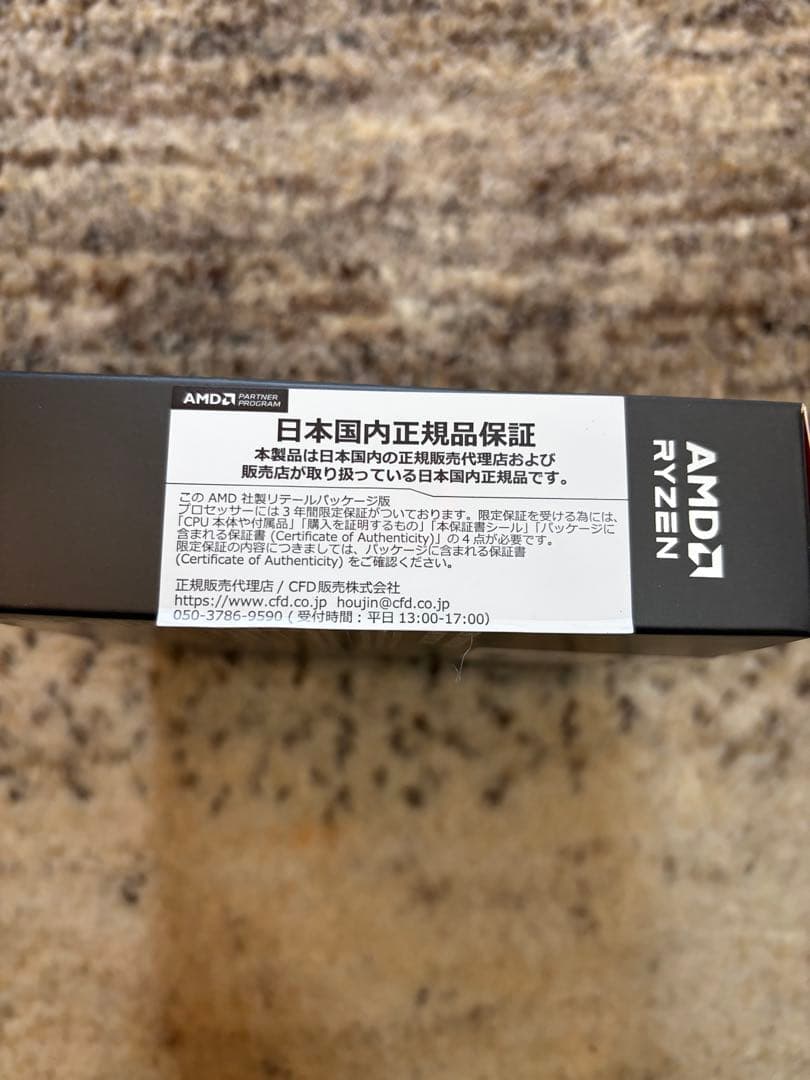 AMD PARTNER PROGRAM
日本国内正規品保証
本製品は日本国内の正規販売代理店および
販売店が取り扱っている日本国内正規品です。
この AMD 社製リテールパッケージ版
プロセッサーには 3 年間限定保証がついております。限定保証を受ける為には、
「CPU 本体や付属品」「購入を証明するもの」「本保証書シール」「パッケージに
含まれる保証書 (Certificate of Authenticity)」の 4 点が必要です。
限定保証の内容につきましては、パッケージに含まれる保証書
(Certificate of Authenticity) をご確認ください。
正規販売代理店 / CFD 販売株式会社
https://www.cfd.co.jp houjin@cfd.co.jp
050-3786-9590 ( 受付時間：平日 13:00-17:00)
AMD
RYZEN